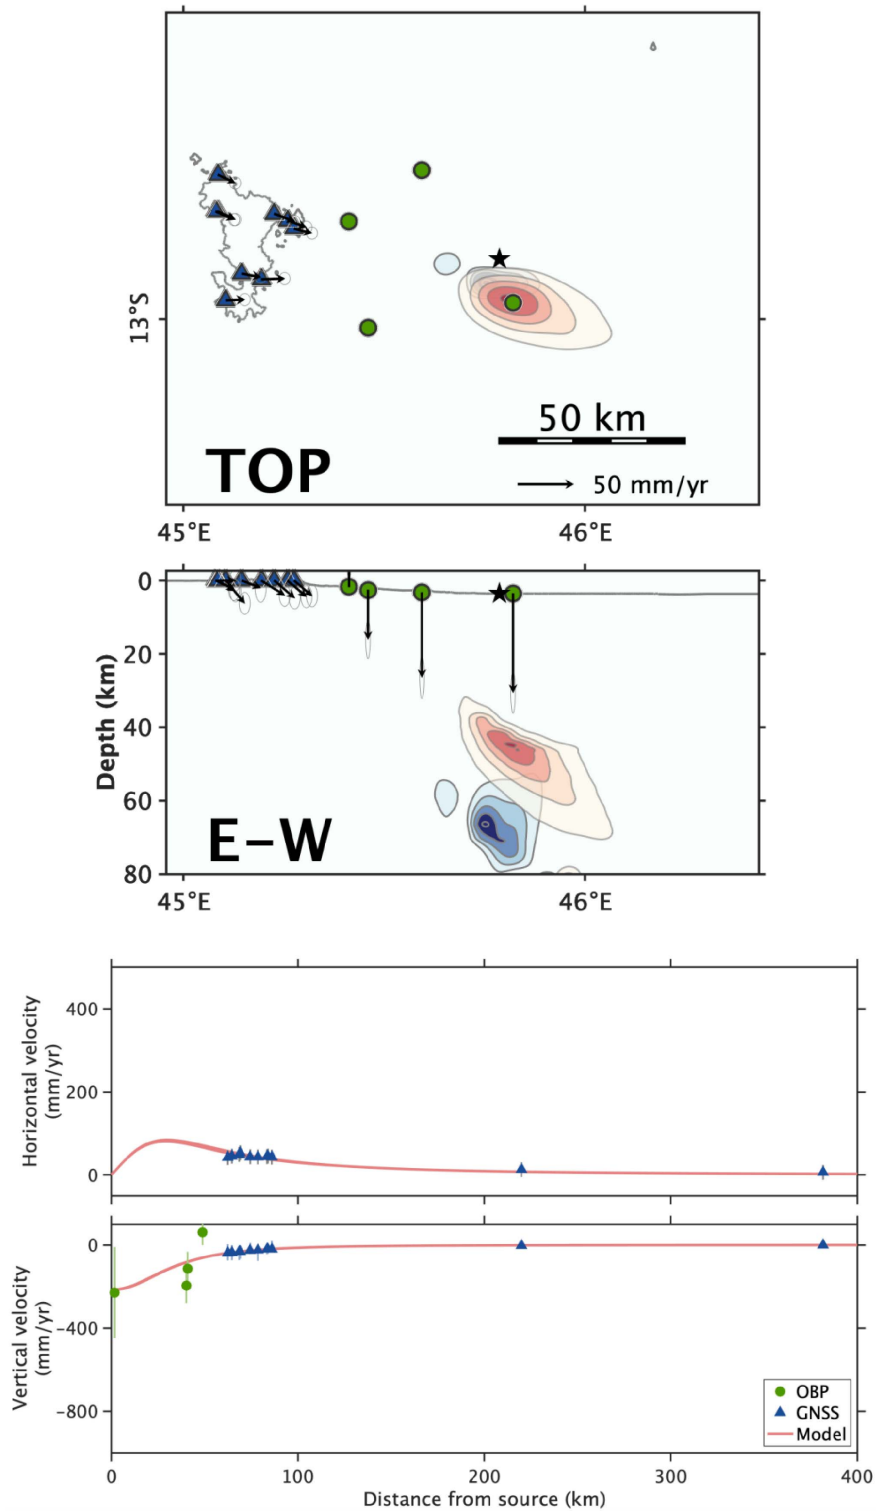 13°S
50 km
TOP
50 mm/yr
45°E
46°E
Depth (km)
0
20
40
60
80
E–W
45°E
46°E
Horizontal velocity
(mm/yr)
400
200
0
Vertical velocity
(mm/yr)
0
-400
-800
OBP
GNSS
Model
0
100
200
300
400
Distance from source (km)